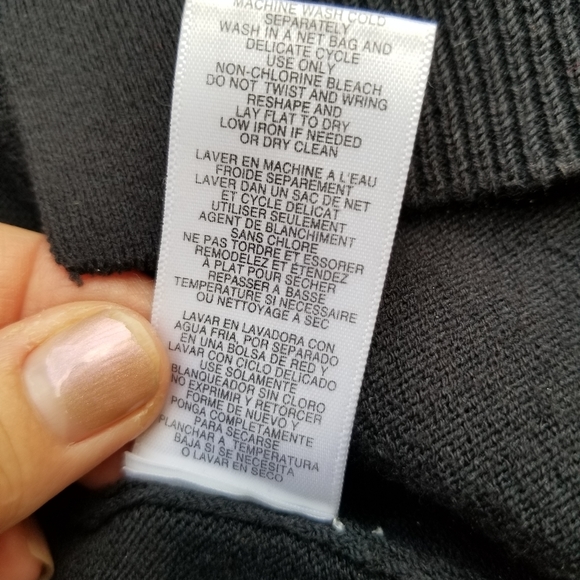 MACHINE WASH COLD
SEPARATELY
WASH IN A NET BAG AND
DELICATE CYCLE
USE ONLY
NON-CHLORINE BLEACH
DO NOT TWIST AND WRING
RESHAPE AND
LAY FLAT TO DRY
LOW IRON IF NEEDED
OR DRY CLEAN
LAVER EN MACHINE A L'EAU
FROIDE SÉPARÉMENT
LAVER DAN UN SAC DE NET
ET CYCLE DELICAT
UTILISER SEULEMENT
AGENT DE BLANCHIMENT
SANS CHLORE
NE PAS TORDRE ET ESSORER
REMODELEZ ET ÉTENDEZ
À PLAT POUR SÉCHER
REPASSER A BASSE
TEMPERATURE SI NÉCESSAIRE
OU NETTOYAGE A SEC
LAVAR EN LAVADORA CON
AGUA FRIA, POR SEPARADO
EN UNA BOLSA DE RED Y
LAVAR CON CICLO DELICADO
USE SOLAMENTE
BLANQUEADOR SIN CLORO
NO EXPRIMIR Y RETORCER
FORME DE NUEVO Y
PONGA COMPLETAMENTE
PARA SECARSE
PLANCHAR A TEMPERATURA
BAJA SI SE NECESITA
O LAVAR EN SECO